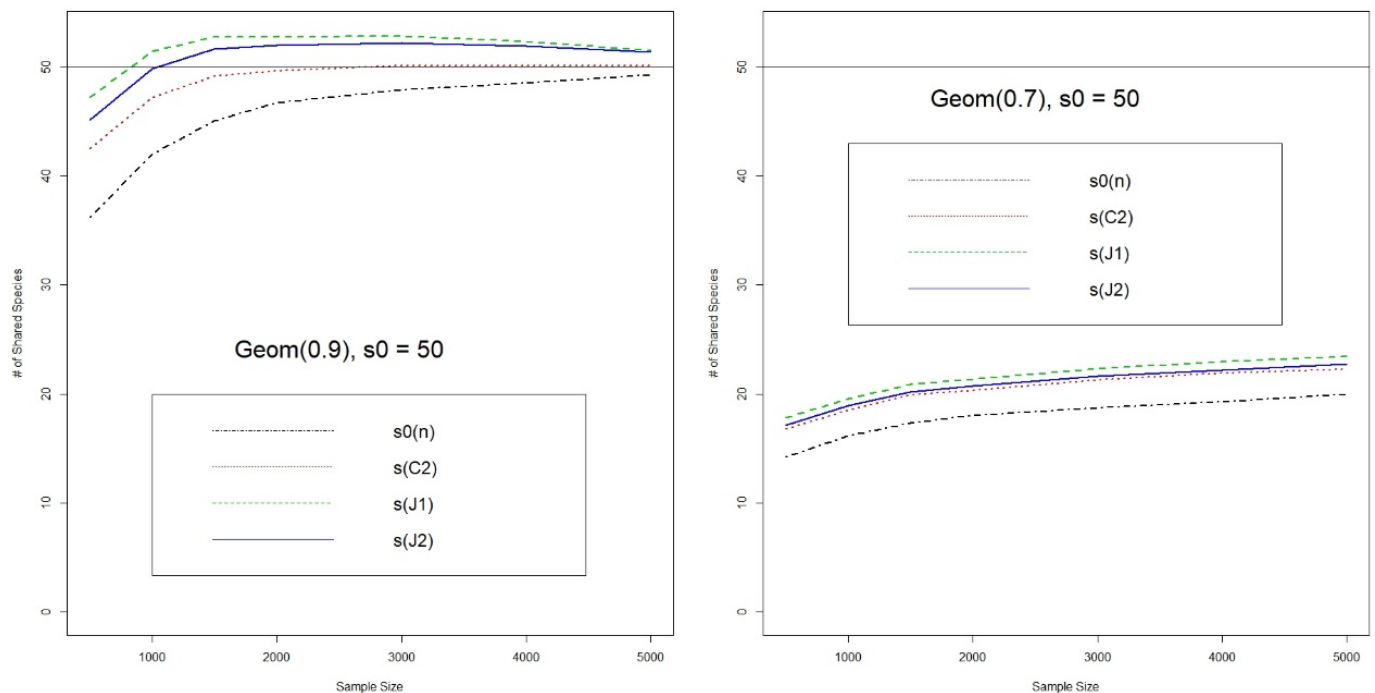 # of Shared Species
50
40
30
20
10
0
Geom(0.9), s0 = 50
s0(n)
s(C2)
s(J1)
s(J2)
1000 2000 3000 4000 5000
Sample Size
# of Shared Species
50
40
30
20
10
0
Geom(0.7), s0 = 50
s0(n)
s(C2)
s(J1)
s(J2)
1000 2000 3000 4000 5000
Sample Size